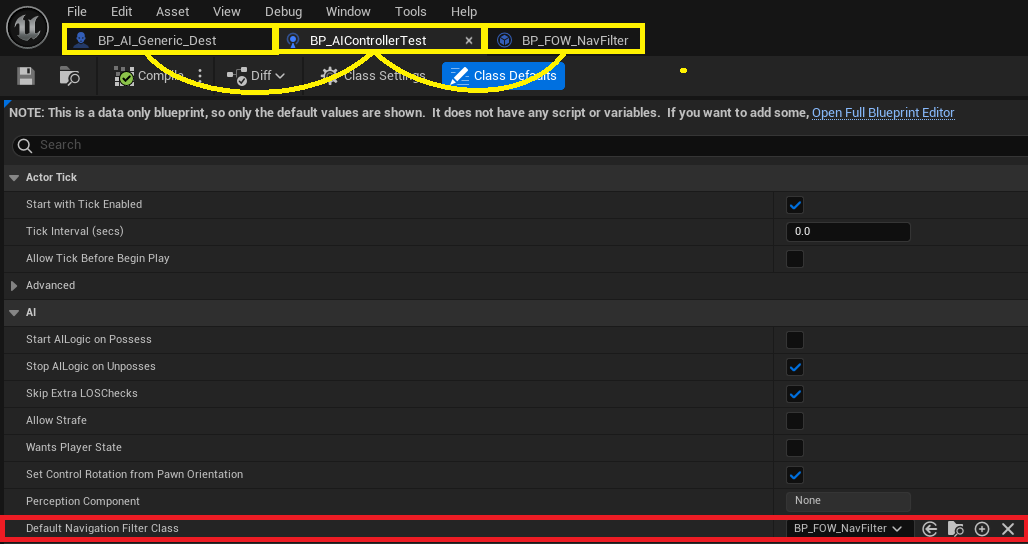 File Edit Asset View Debug Window Tools Help
BP_AI_Generic_Dest BP_AIControllerTest BP_FOW_NavFilter
Compile Diff Class Settings Class Defaults
NOTE: This is a data only blueprint, so only the default values are shown. It does not have any script or variables. If you want to add some, Open Full Blueprint Editor
Search
Actor Tick
Start with Tick Enabled
Tick Interval (secs) 0.0
Allow Tick Before Begin Play
Advanced
AI
Start AILogic on Possess
Stop AILogic on Unposses
Skip Extra LOSChecks
Allow Strafe
Wants Player State
Set Control Rotation from Pawn Orientation
Perception Component None
Default Navigation Filter Class BP_FOW_NavFilter